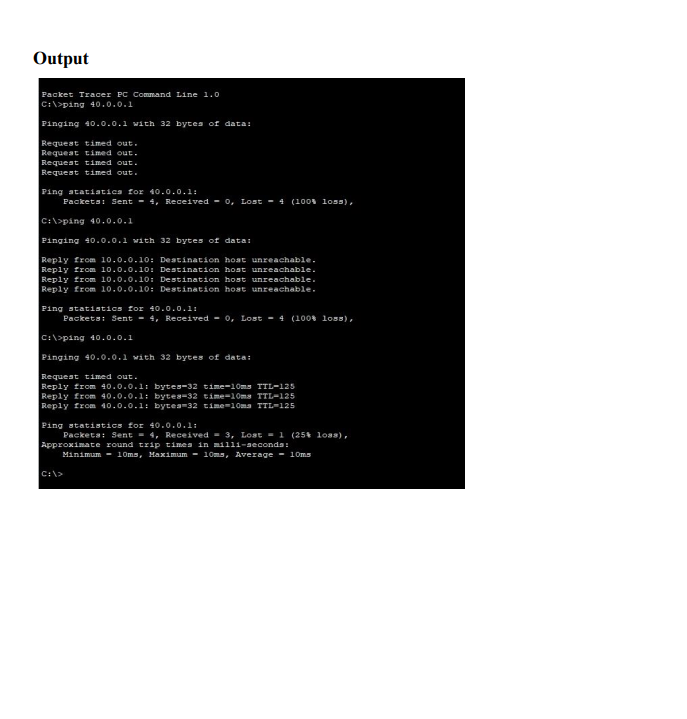 Output
Packet Tracer PC Command Line 1.0
C:\>ping 40.0.0.1
Pinging 40.0.0.1 with 32 bytes of data:
Request timed out.
Request timed out.
Request timed out.
Request timed out.
Ping statistics for 40.0.0.1:
Packets: Sent = 4, Received = 0, Lost = 4 (100% loss),
C:\>ping 40.0.0.1
Pinging 40.0.0.1 with 32 bytes of data:
Reply from 10.0.0.10: Destination host unreachable.
Reply from 10.0.0.10: Destination host unreachable.
Reply from 10.0.0.10: Destination host unreachable.
Reply from 10.0.0.10: Destination host unreachable.
Ping statistics for 40.0.0.1:
Packets: Sent = 4, Received = 0, Lost = 4 (100% loss),
C:\>ping 40.0.0.1
Pinging 40.0.0.1 with 32 bytes of data:
Request timed out.
Reply from 40.0.0.1: bytes=32 time=10ms TTL=125
Reply from 40.0.0.1: bytes=32 time=10ms TTL=125
Reply from 40.0.0.1: bytes=32 time=10ms TTL=125
Ping statistics for 40.0.0.1:
Packets: Sent = 4, Received = 3, Lost = 1 (25% loss),
Approximate round trip times in milli-seconds:
Minimum = 10ms, Maximum = 10ms, Average = 10ms
C:\>